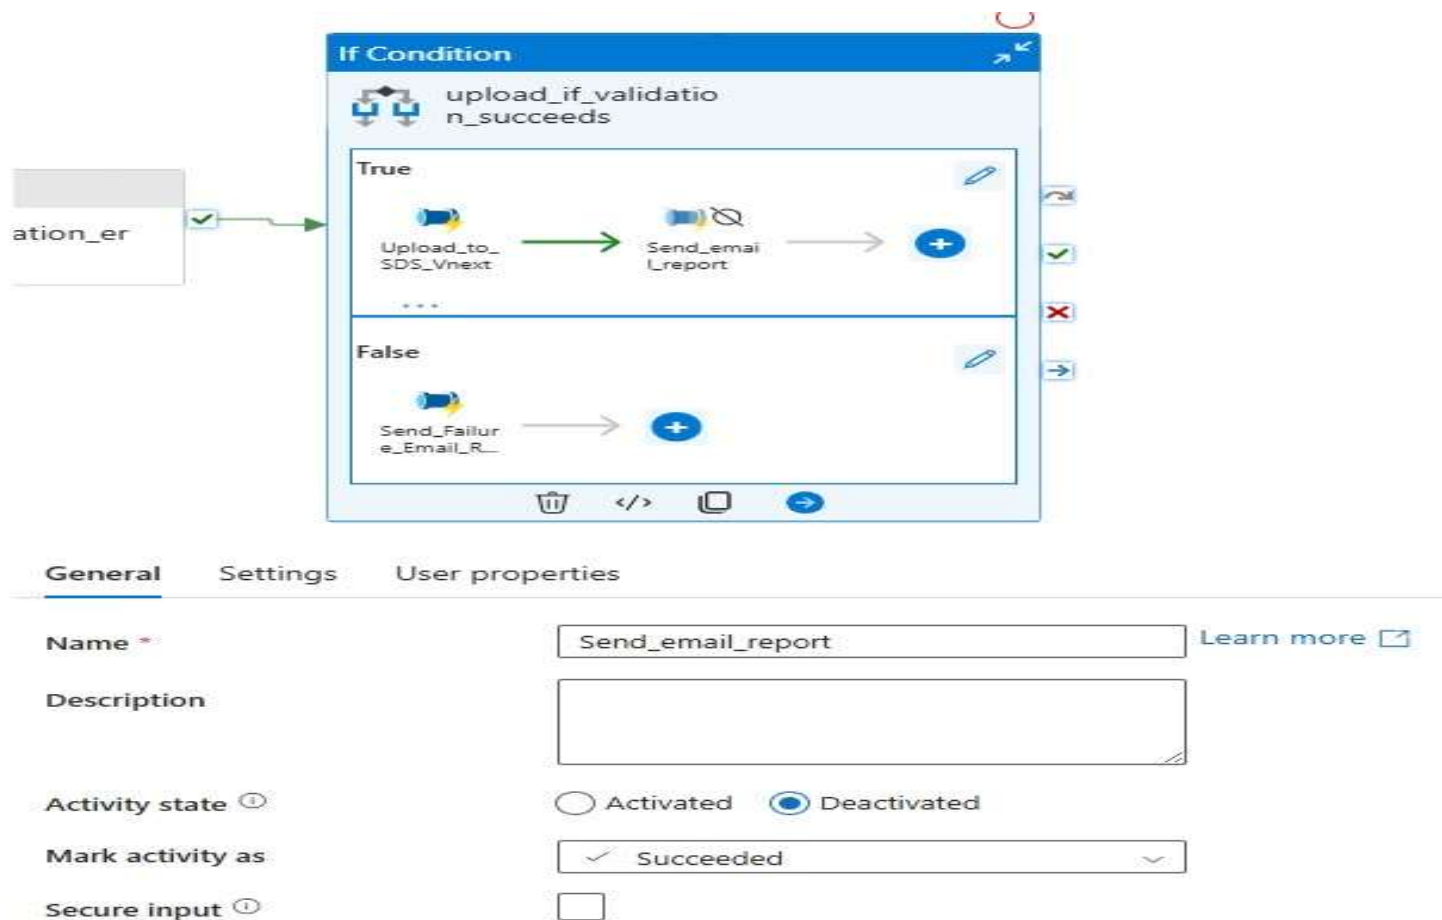 If Condition
upload_if_validatio
n_succeeds
True
ation_er
Upload_to_
SDS_Vnext
Send_emai
l_report
...
False
Send_Failur
e_Email_R...
General Settings User properties
Name * Send_email_report Learn more
Description
Activity state Activated Deactivated
Mark activity as Succeeded
Secure input